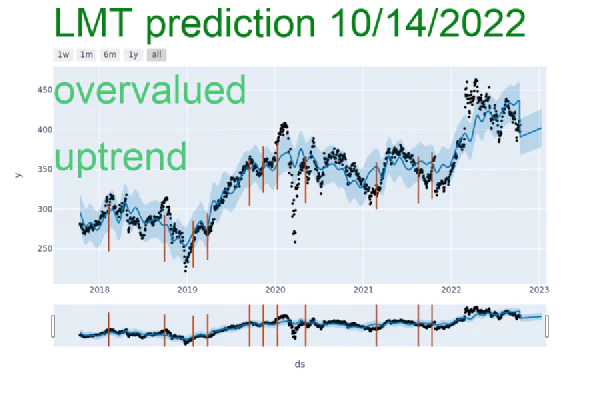 LMT prediction 10/14/2022
1w 1m 6m 1y all
overvalued
uptrend
450
400
350
300
250
y
2018 2019 2020 2021 2022 2023
ds